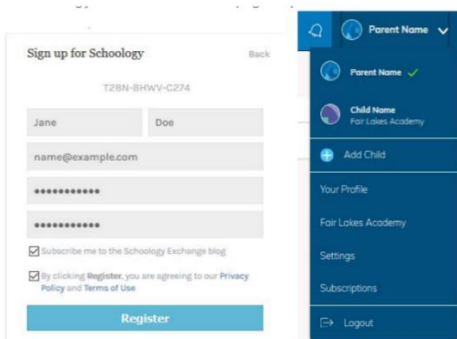 Sign up for Schoology
Back
T28N-BHWV-C274
Jane
Doe
name@example.com
Subscribe me to the Schoology Exchange blog
By clicking Register, you are agreeing to our Privacy
Policy and Terms of Use
Register
Parent Name
Parent Name
Child Name
Fair Lakes Academy
Add Child
Your Profile
Fair Lakes Academy
Settings
Subscriptions
Logout